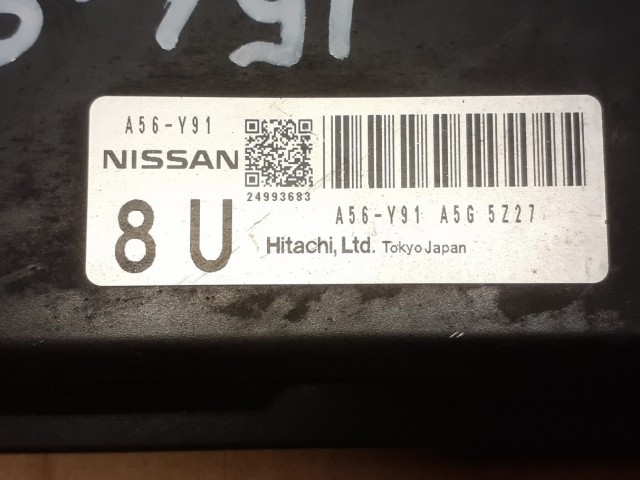 A56-Y91
NISSAN
24993683
8 U
A56-Y91 A5G 5Z27
Hitachi, Ltd. Tokyo Japan